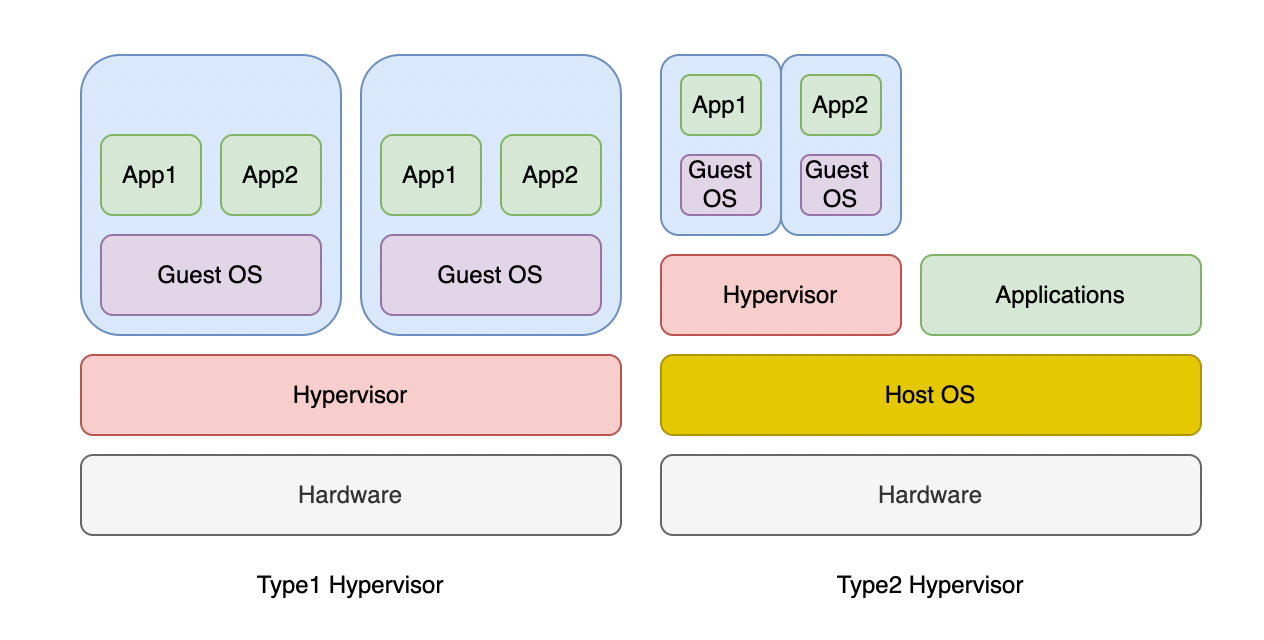 App1
App2
Guest OS
App1
App2
Guest OS
Hypervisor
Hardware
Type1 Hypervisor
App1
Guest
OS
App2
Guest
OS
Hypervisor
Applications
Host OS
Hardware
Type2 Hypervisor